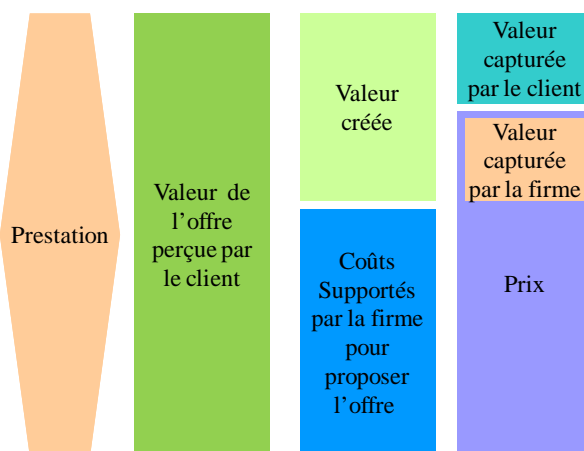 Prestation
Valeur de
l’offre
perçue par
le client
Valeur
créée
Coûts
Supportés
par la firme
pour
proposer
l’offre
Valeur
capturée
par le client
Valeur
capturée
par la firme
Prix